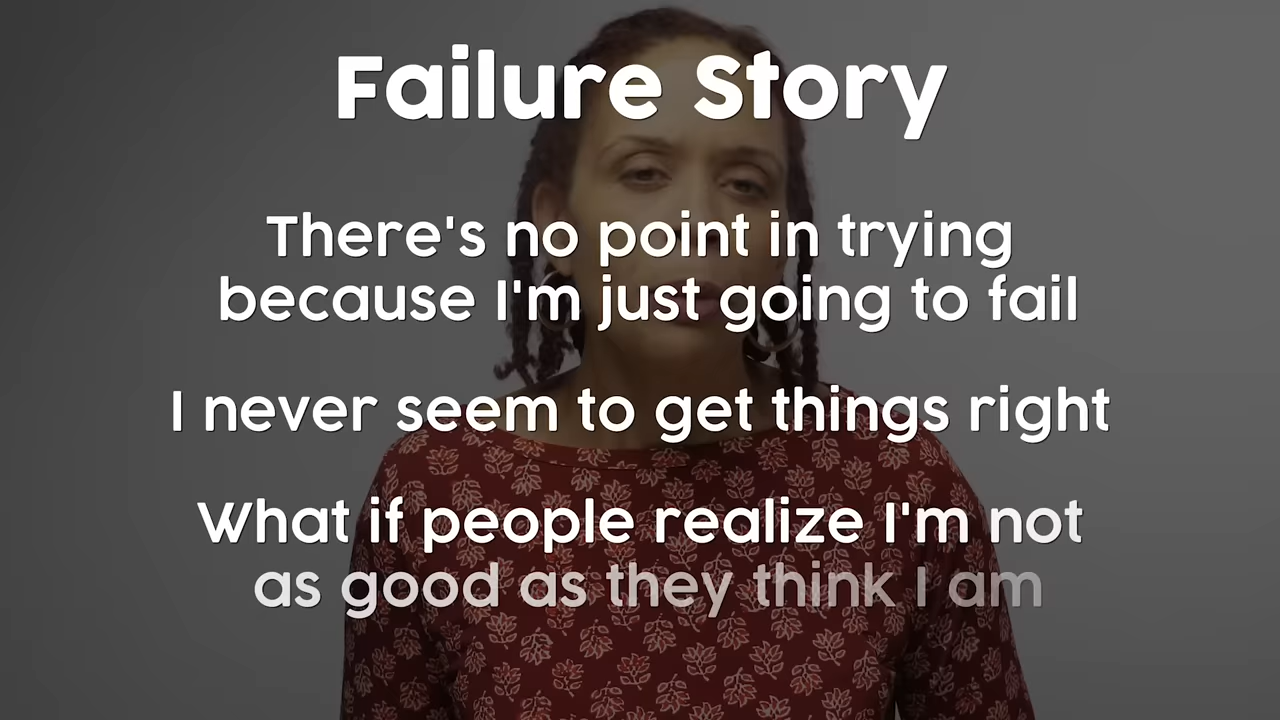 Failure Story
There's no point in trying
because I'm just going to fail
I never seem to get things right
What if people realize I'm not
as good as they think I am